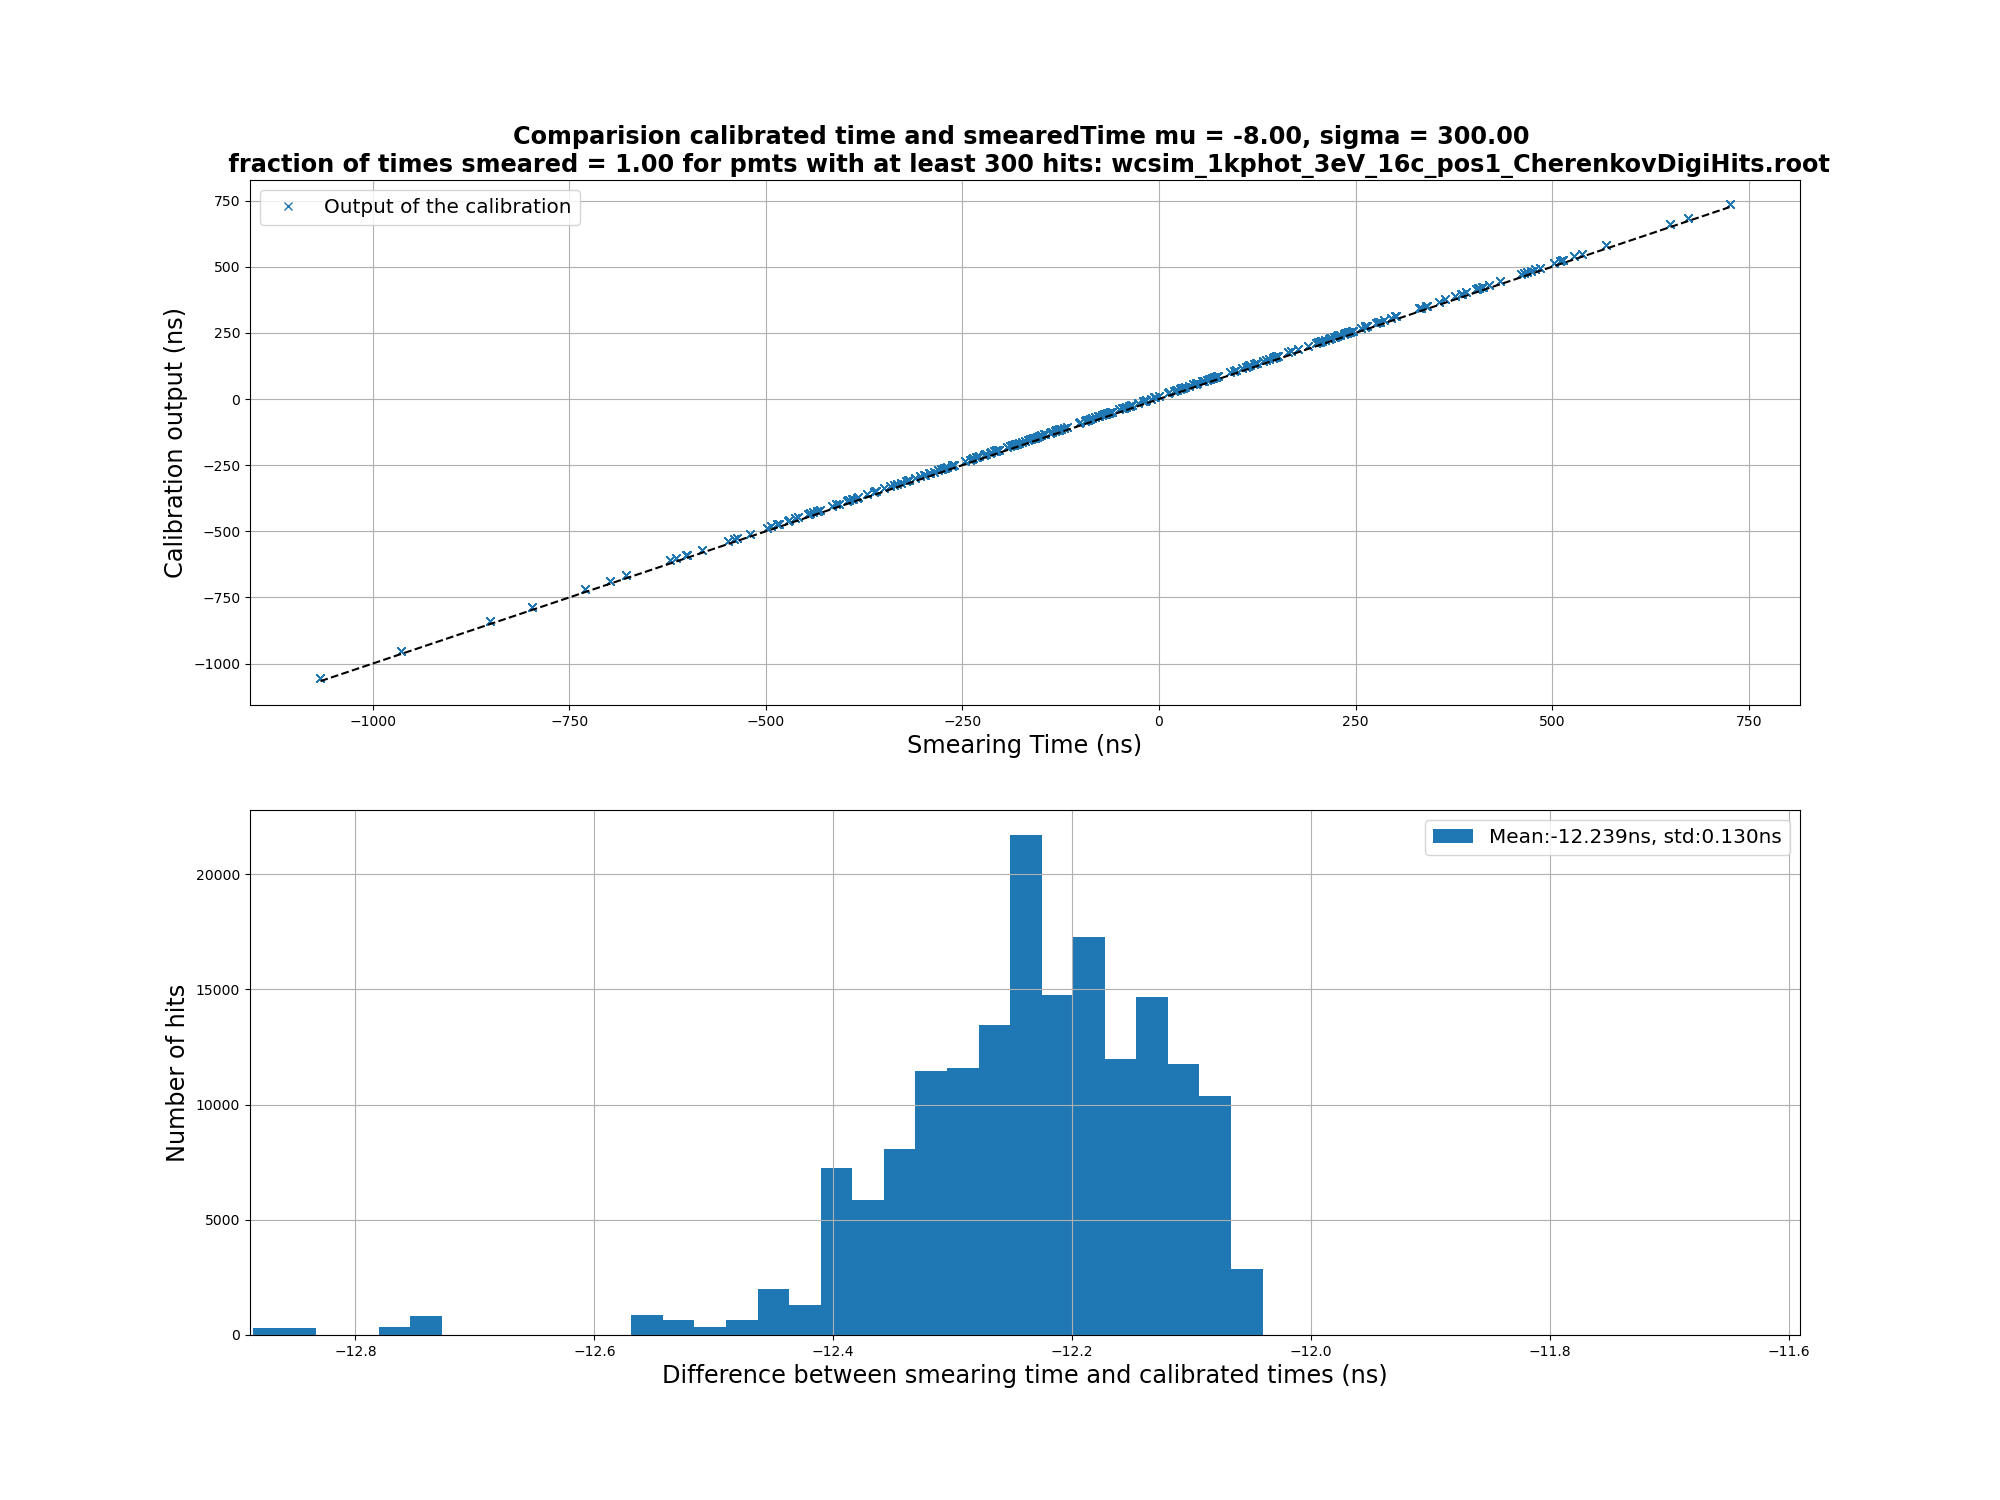 Comparision calibrated time and smearedTime mu = -8.00, sigma = 300.00
fraction of times smeared = 1.00 for pmts with at least 300 hits: wcsim_1kphot_3eV_16c_pos1_CherenkovDigiHits.root
Output of the calibration
750
500
250
0
−250
−500
−750
−1000
Calibration output (ns)
−1000 −750 −500 −250 0 250 500 750
Smearing Time (ns)
Mean:-12.239ns, std:0.130ns
20000
15000
10000
5000
0
Number of hits
−12.8 −12.6 −12.4 −12.2 −12.0 −11.8 −11.6
Difference between smearing time and calibrated times (ns)